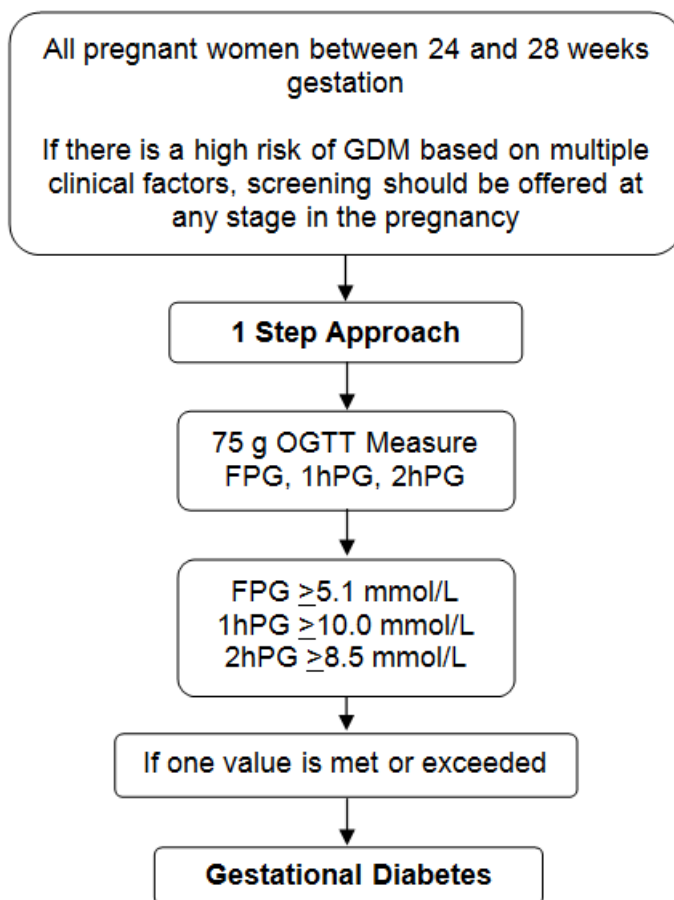 All pregnant women between 24 and 28 weeks
gestation
If there is a high risk of GDM based on multiple
clinical factors, screening should be offered at
any stage in the pregnancy
1 Step Approach
75 g OGTT Measure
FPG, 1hPG, 2hPG
FPG ≥5.1 mmol/L
1hPG ≥10.0 mmol/L
2hPG ≥8.5 mmol/L
If one value is met or exceeded
Gestational Diabetes